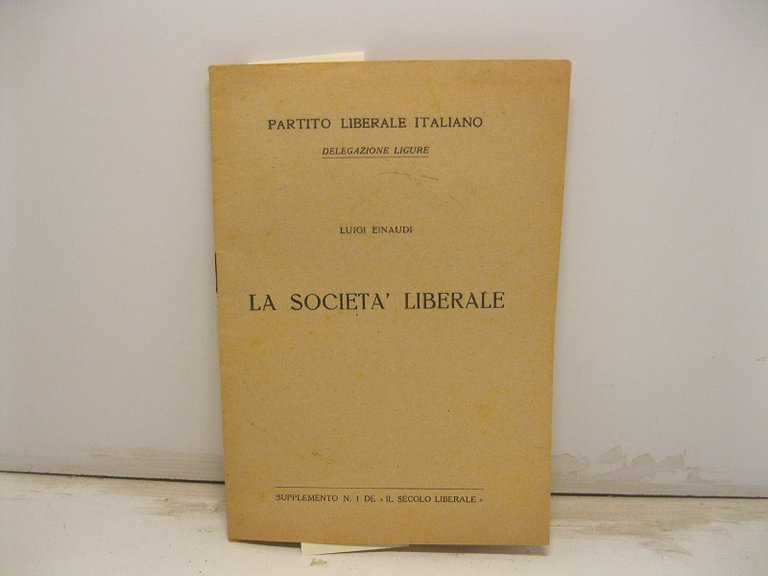 PARTITO LIBERALE ITALIANO
DELEGAZIONE LIGURE
LUIGI EINAUDI
LA SOCIETA' LIBERALE
SUPPLEMENTO N. 1 DE « IL SECOLO LIBERALE »